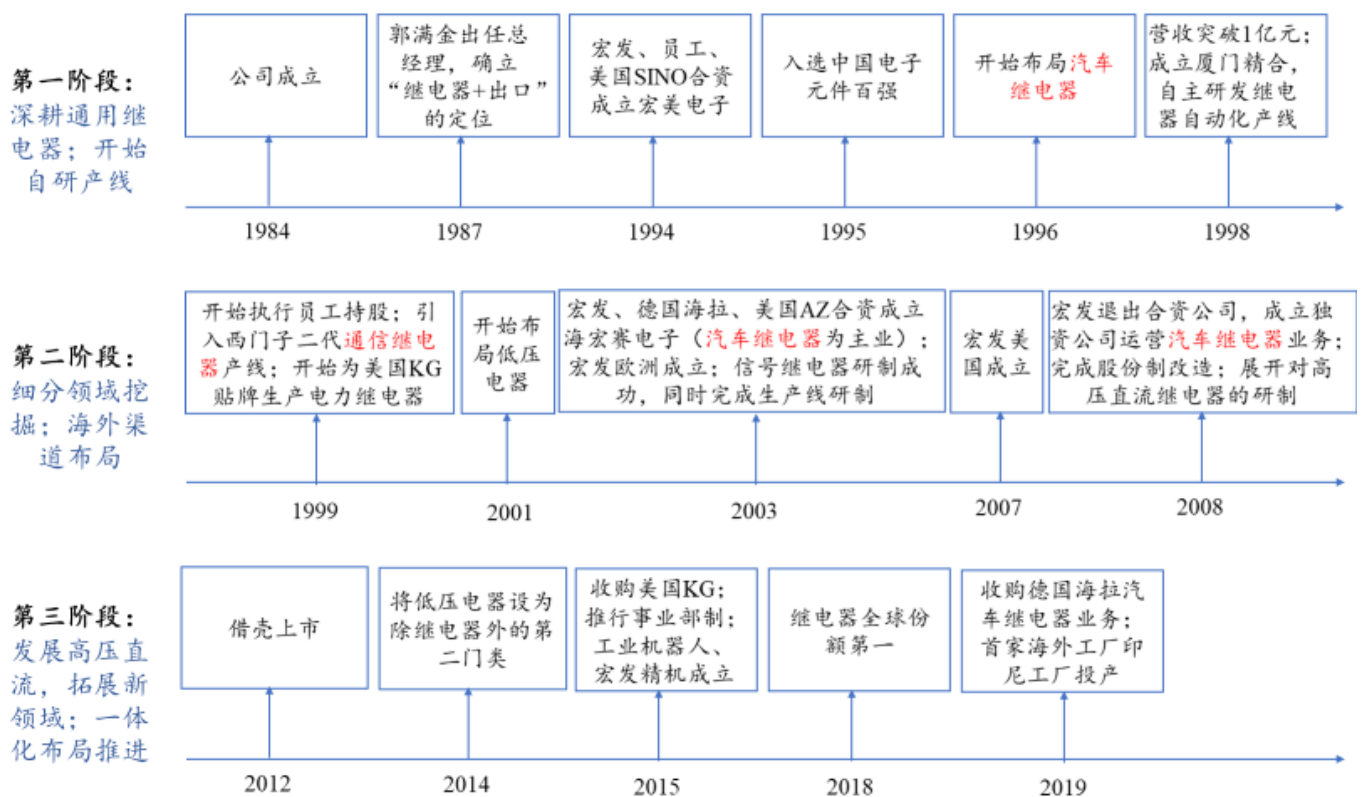 第一阶段：
深耕通用继
电器；开始
自研产线
公司成立
郭满金出任总
经理，确立
“继电器+出口”
的定位
宏发、员工、
美国SINO合资
成立宏美电子
入选中国电子
元件百强
开始布局汽车
继电器
营收突破1亿元；
成立厦门精合，
自主研发继电
器自动化产线
1984
1987
1994
1995
1996
1998
第二阶段：
细分领域挖
掘；海外渠
道布局
开始执行员工持股；引
入西门子二代通信继电
器产线；开始为美国KG
贴牌生产电力继电器
开始布
局低压
电器
宏发、德国海拉、美国AZ合资成立
海宏赛电子（汽车继电器为主业）；
宏发欧洲成立；信号继电器研制成
功，同时完成生产线研制
宏发美
国成立
宏发退出合资公司，成立独
资公司运营汽车继电器业务；
完成股份制改造；展开对高
压直流继电器的研制
1999
2001
2003
2007
2008
第三阶段：
发展高压直
流，拓展新
领域；一体
化布局推进
借壳上市
将低压电器设为
除继电器外的第
二门类
收购美国KG；
推行事业部制；
工业机器人、
宏发精机成立
继电器全球份
额第一
收购德国海拉汽
车继电器业务；
首家海外工厂印
尼工厂投产
2012
2014
2015
2018
2019